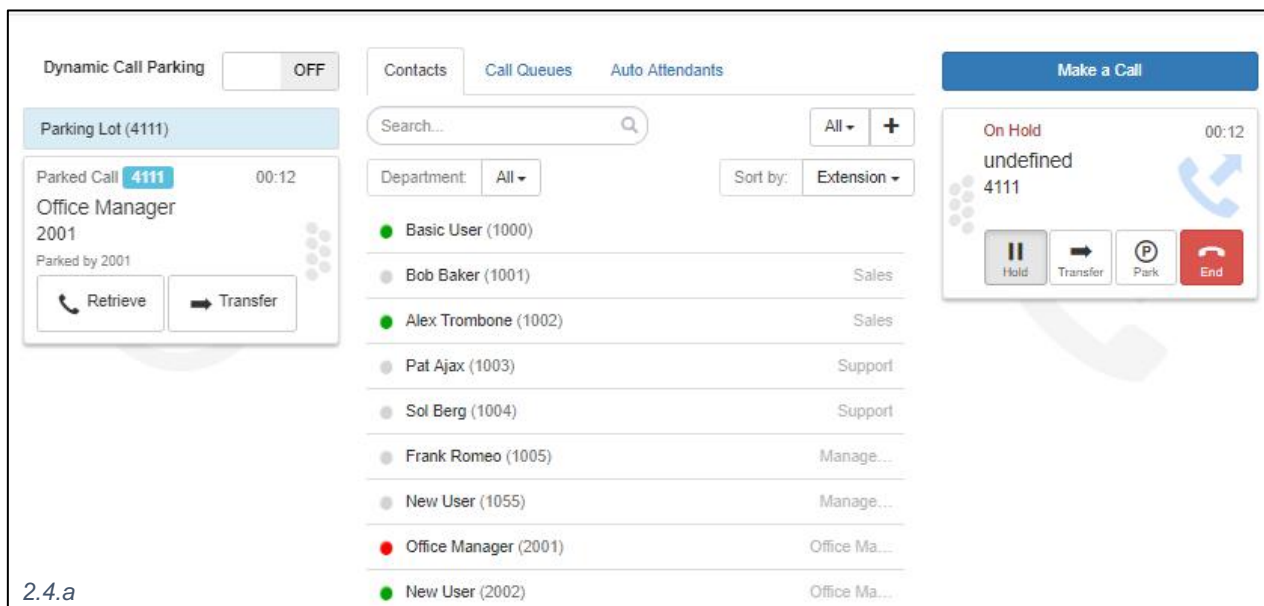 Dynamic Call Parking OFF
Parking Lot (4111)
Parked Call 4111 00:12
Office Manager
2001
Parked by 2001
Retrieve Transfer
Contacts Call Queues Auto Attendants
Search... All +
Department: All Sort by: Extension
Basic User (1000)
Bob Baker (1001) Sales
Alex Trombone (1002) Sales
Pat Ajax (1003) Support
Sol Berg (1004) Support
Frank Romeo (1005) Manage...
New User (1055) Manage...
Office Manager (2001) Office Ma...
New User (2002) Office Ma...
Make a Call
On Hold 00:12
undefined
4111
Hold Transfer P Park End
2.4.a